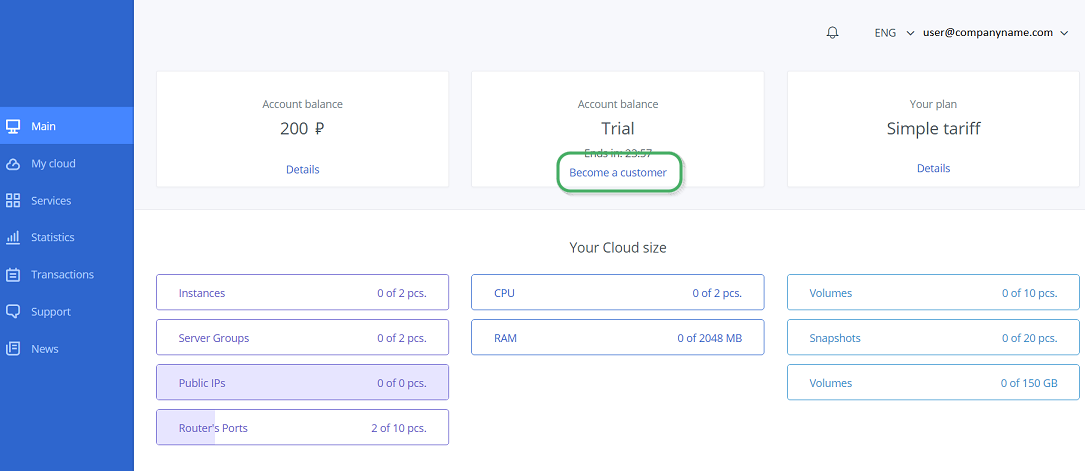 ENG user@companyname.com
Main
My cloud
Services
Statistics
Transactions
Support
News
Account balance
200 ₽
Details
Account balance
Trial
Ends in: 23:57
Become a customer
Your plan
Simple tariff
Details
Your Cloud size
Instances 0 of 2 pcs.
Server Groups 0 of 2 pcs.
Public IPs 0 of 0 pcs.
Router's Ports 2 of 10 pcs.
CPU 0 of 2 pcs.
RAM 0 of 2048 MB
Volumes 0 of 10 pcs.
Snapshots 0 of 20 pcs.
Volumes 0 of 150 GB